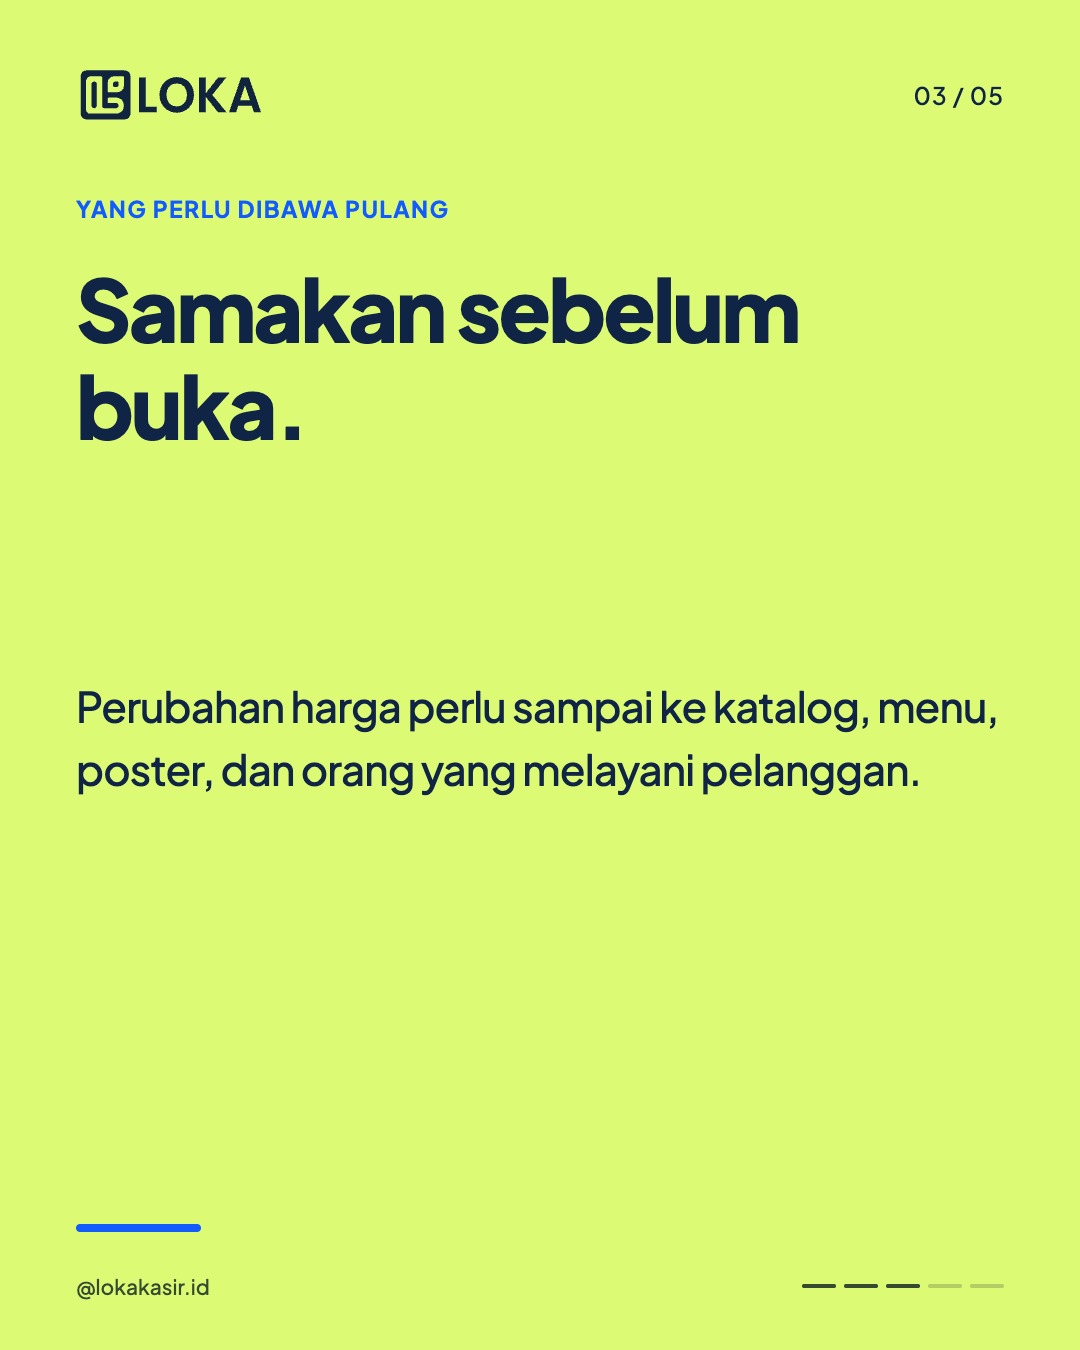 LOKA
03 / 05
YANG PERLU DIBAWA PULANG
Samakan sebelum
buka.
Perubahan harga perlu sampai ke katalog, menu,
poster, dan orang yang melayani pelanggan.
@lokakasir.id